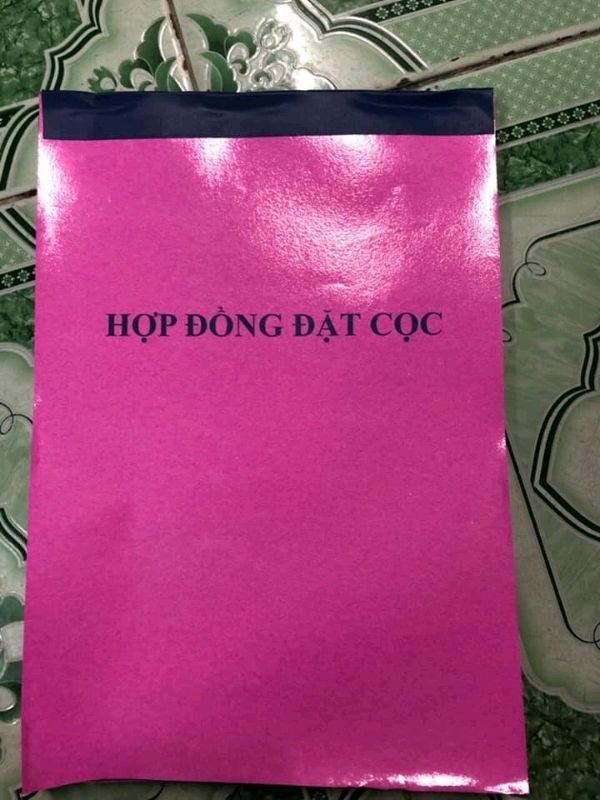 HỢP ĐỒNG ĐẶT CỌC